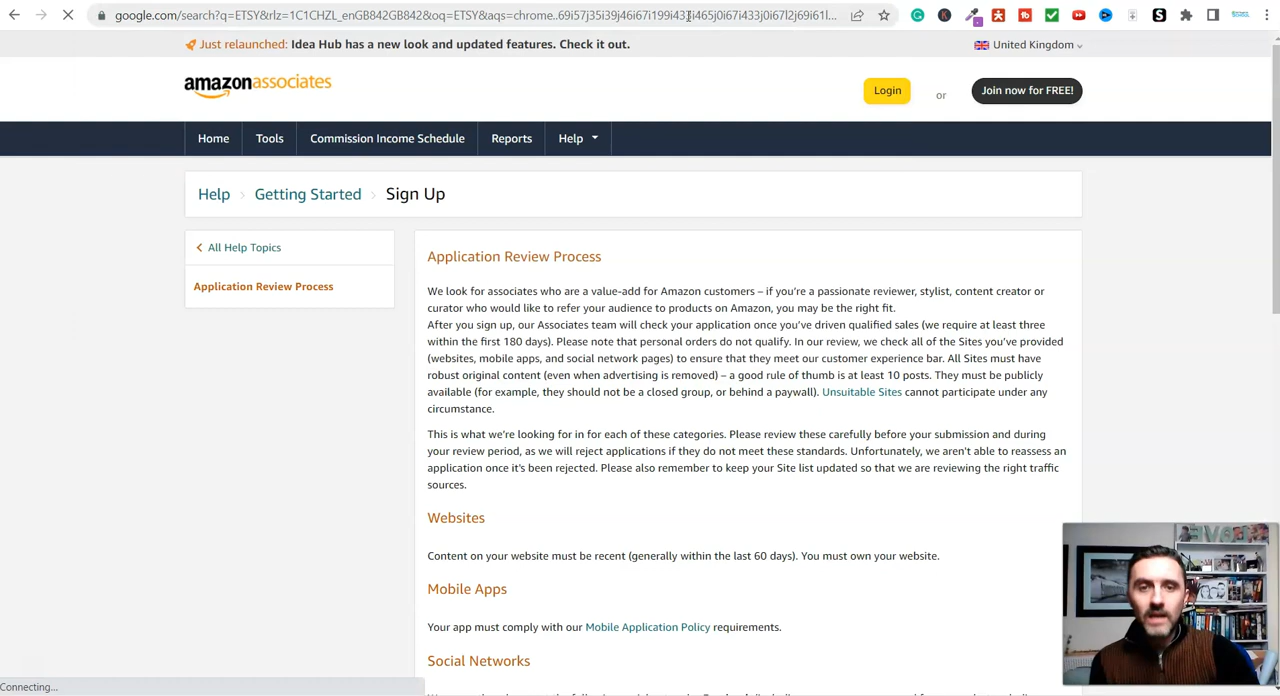 google.com/search?q=ETSY&rlz=1C1CHZL_enGB842GB842&oq=ETSY&aqs=chrome..69i57j35i39j46i67i199i433i465j0i67i433j0i67l2j69i61l...
🚀 Just relaunched: Idea Hub has a new look and updated features. Check it out.
United Kingdom
amazonassociates
Login or Join now for FREE!
Home Tools Commission Income Schedule Reports Help
Help > Getting Started > Sign Up
All Help Topics
Application Review Process
Application Review Process
We look for associates who are a value-add for Amazon customers – if you're a passionate reviewer, stylist, content creator or
curator who would like to refer your audience to products on Amazon, you may be the right fit.
After you sign up, our Associates team will check your application once you've driven qualified sales (we require at least three
within the first 180 days). Please note that personal orders do not qualify. In our review, we check all of the Sites you've provided
(websites, mobile apps, and social network pages) to ensure that they meet our customer experience bar. All Sites must have
robust original content (even when advertising is removed) – a good rule of thumb is at least 10 posts. They must be publicly
available (for example, they should not be a closed group, or behind a paywall). Unsuitable Sites cannot participate under any
circumstance.
This is what we're looking for in for each of these categories. Please review these carefully before your submission and during
your review period, as we will reject applications if they do not meet these standards. Unfortunately, we aren't able to reassess an
application once it's been rejected. Please also remember to keep your Site list updated so that we are reviewing the right traffic
sources.
Websites
Content on your website must be recent (generally within the last 60 days). You must own your website.
Mobile Apps
Your app must comply with our Mobile Application Policy requirements.
Social Networks
Connecting...